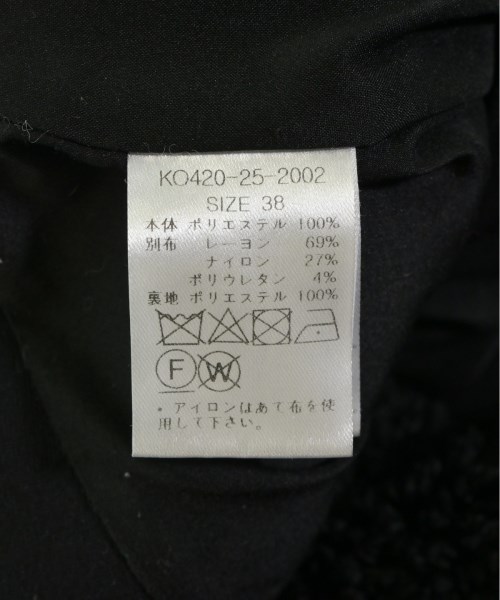 KO420-25-2002
SIZE 38
本体 ポリエステル 100%
別布 レーヨン 69%
ナイロン 27%
ポリウレタン 4%
裏地 ポリエステル 100%
F W
・アイロンはあて布を使
用して下さい。